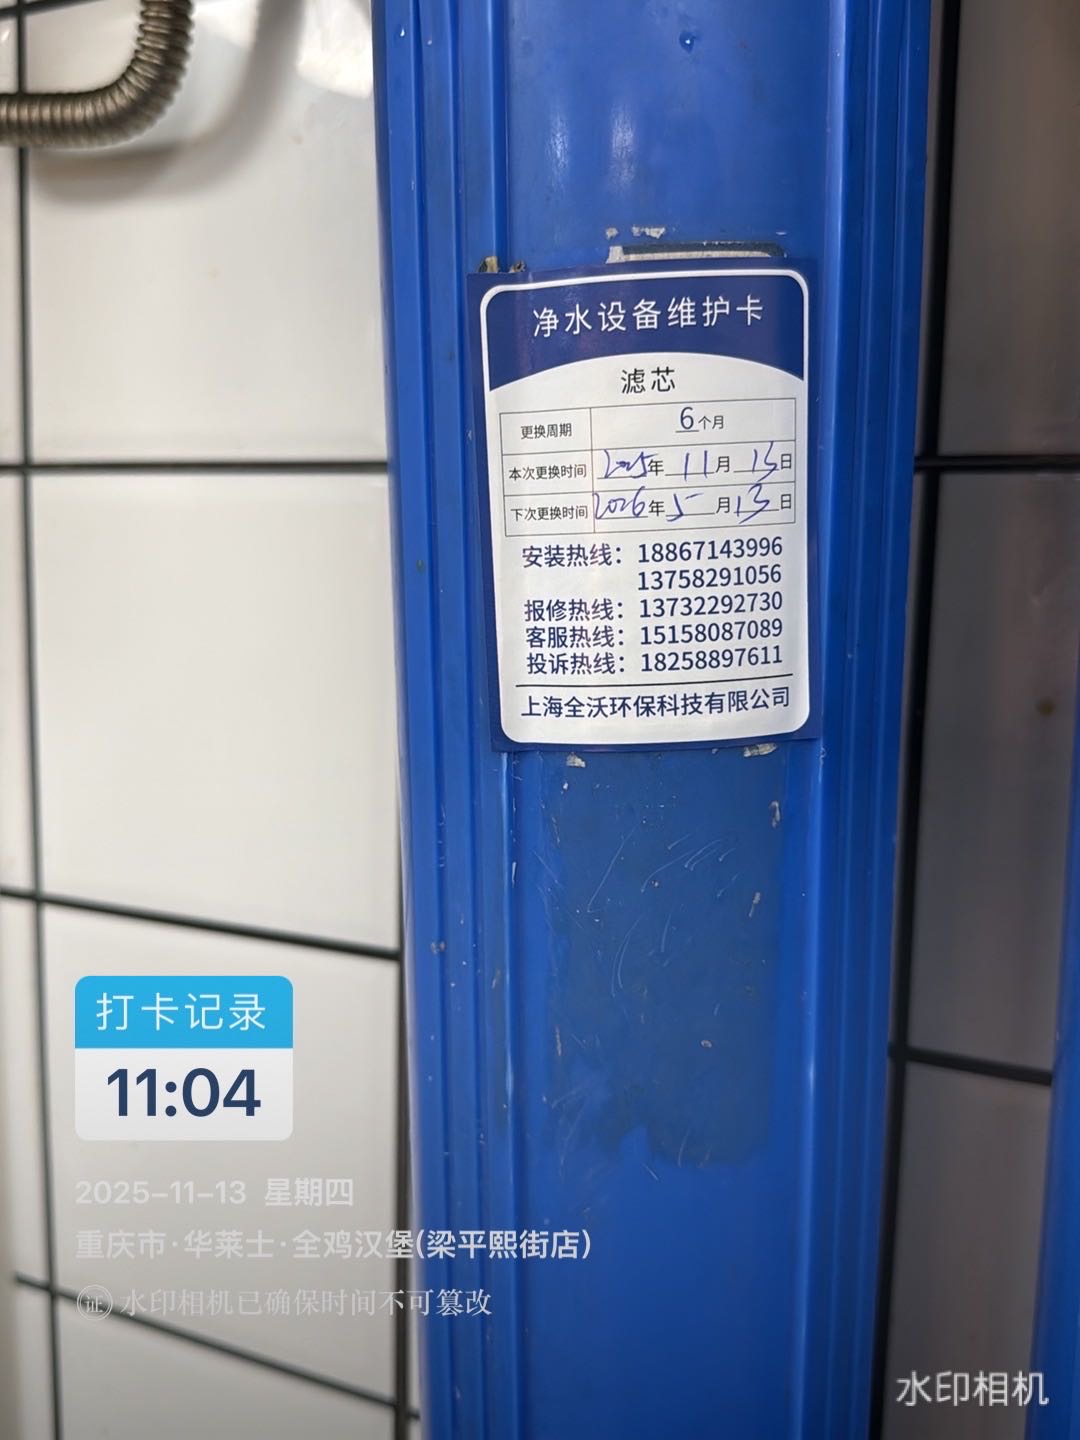 净水设备维护卡
滤芯
更换周期 6个月
本次更换时间 2025年11月13日
下次更换时间 2026年5月13日
安装热线：18867143996
13758291056
报修热线：13732292730
客服热线：15158087089
投诉热线：18258897611
上海全沃环保科技有限公司
打卡记录
11:04
2025-11-13 星期四
重庆市·华莱士·全鸡汉堡(梁平熙街店)
证 水印相机已确保时间不可篡改
水印相机